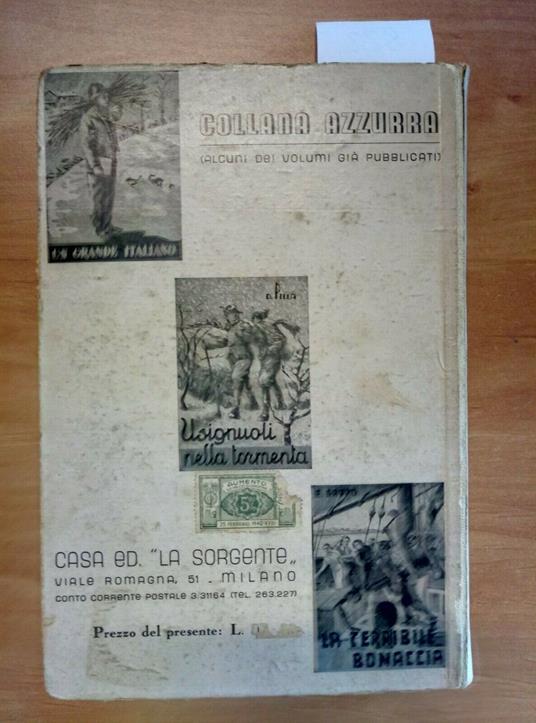 COLLANA AZZURRA
(ALCUNI DEI VOLUMI GIÀ PUBBLICATI)
UN GRANDE ITALIANO
Usignuoli
nella tormenta
AUMENTO
5%
CASA ED. "LA SORGENTE„
VIALE ROMAGNA, 51 - MILANO
CONTO CORRENTE POSTALE 3.31164 (TEL. 263.227)
Prezzo del presente: L.
LA TERRIBILE
BONACCIA